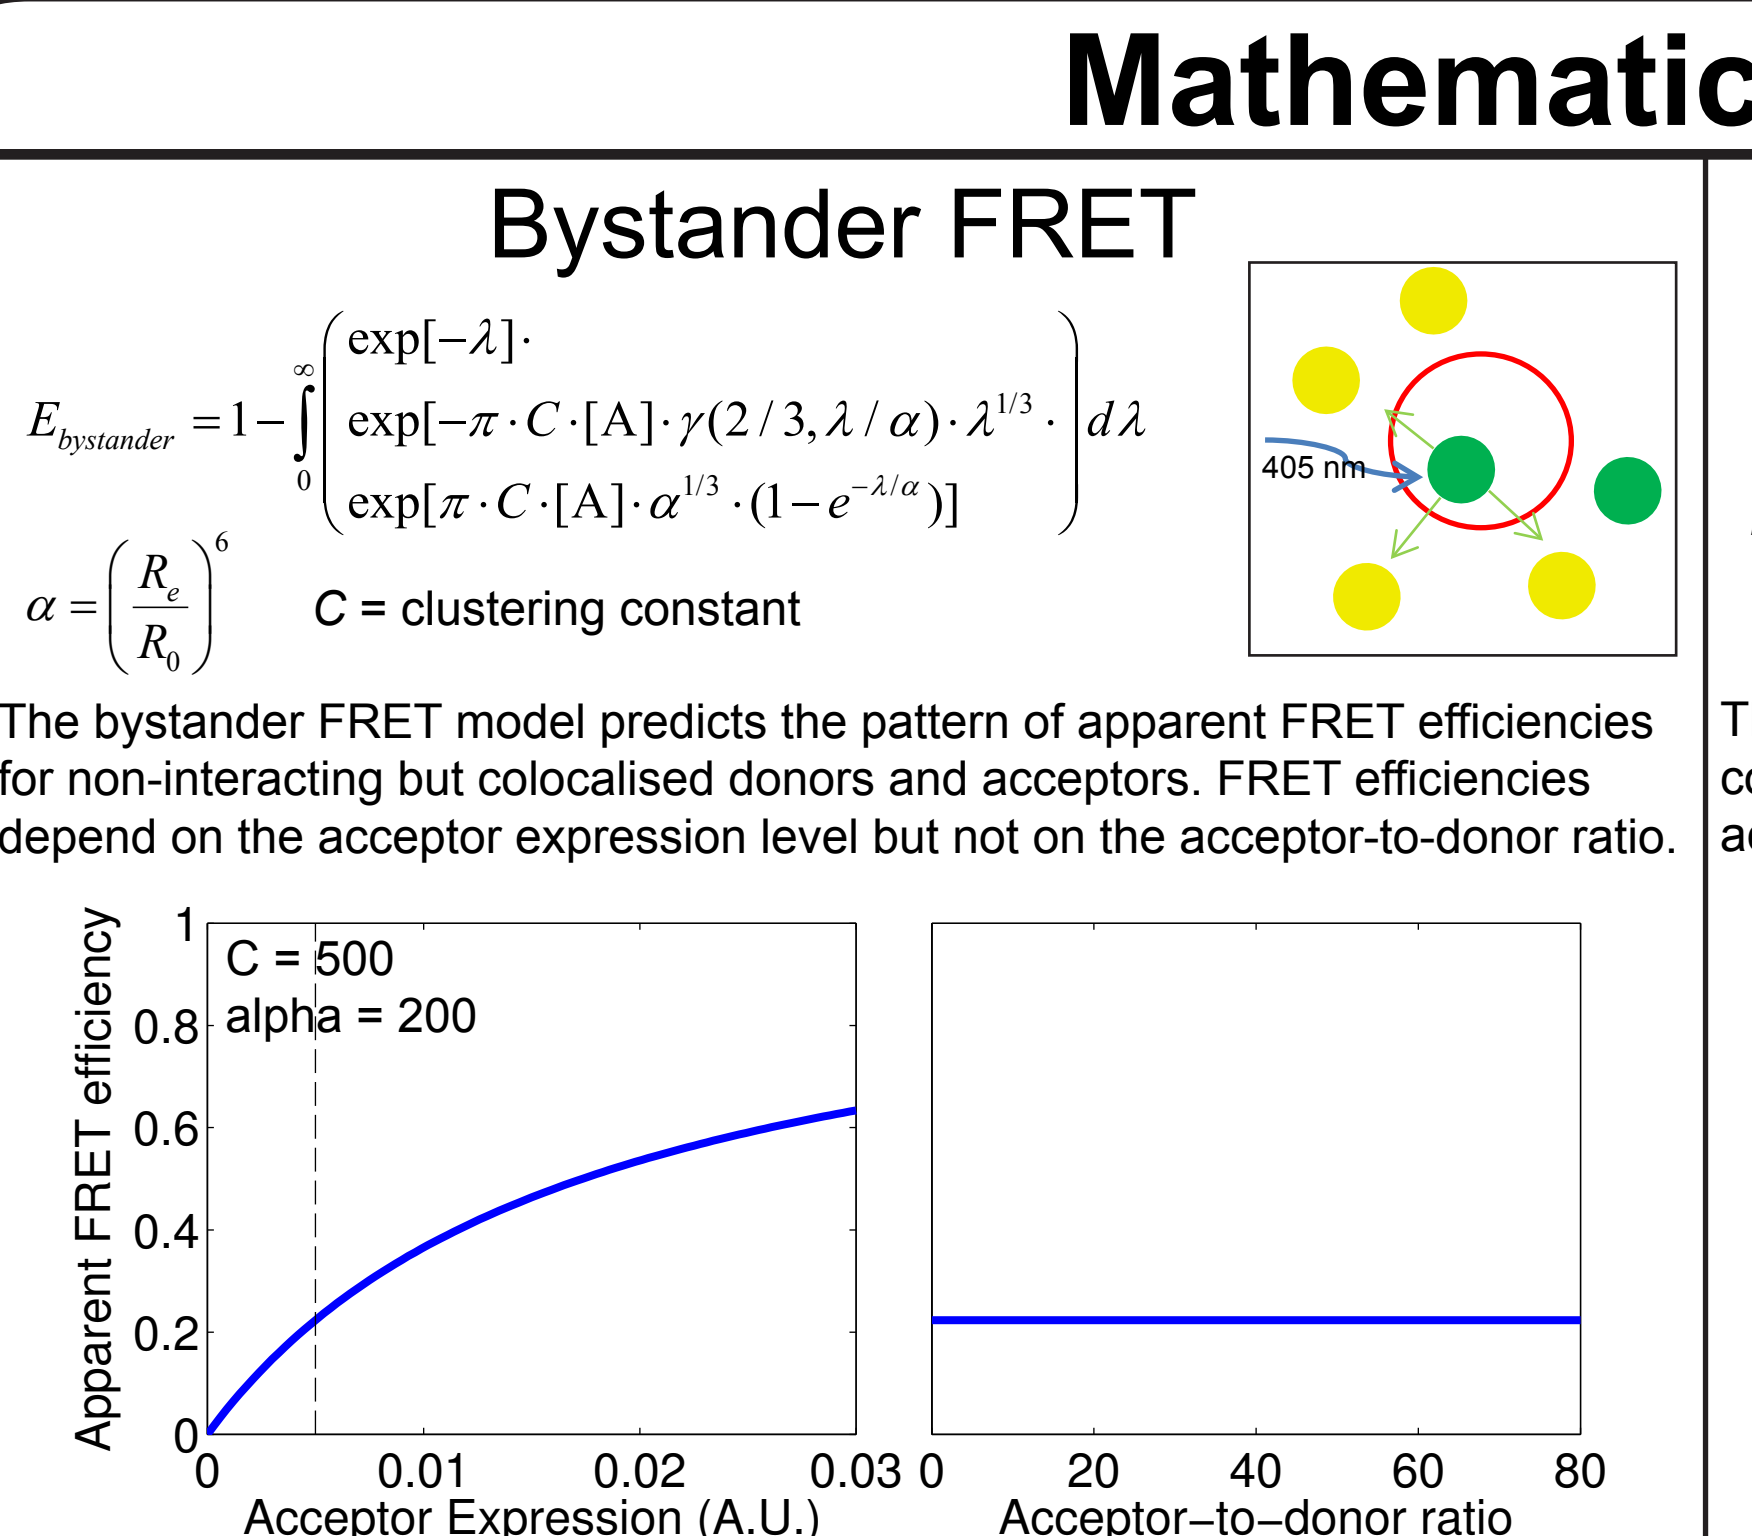 Mathematic
Bystander FRET
E_bystander = 1 − ∫_0^∞ ( exp[−λ]·
exp[−π · C · [A] · γ(2 / 3, λ / α) · λ^{1/3} ·
exp[π · C · [A] · α^{1/3} · (1 − e^{−λ/α})] ) dλ
405 nm
α = (R_e / R_0)^6
C = clustering constant
The bystander FRET model predicts the pattern of apparent FRET efficiencies
for non-interacting but colocalised donors and acceptors. FRET efficiencies
depend on the acceptor expression level but not on the acceptor-to-donor ratio.
T
co
ac
Apparent FRET efficiency
1
0.8
0.6
0.4
0.2
0
C = 500
alpha = 200
0 0.01 0.02 0.03
Acceptor Expression (A.U.)
0 20 40 60 80
Acceptor−to−donor ratio